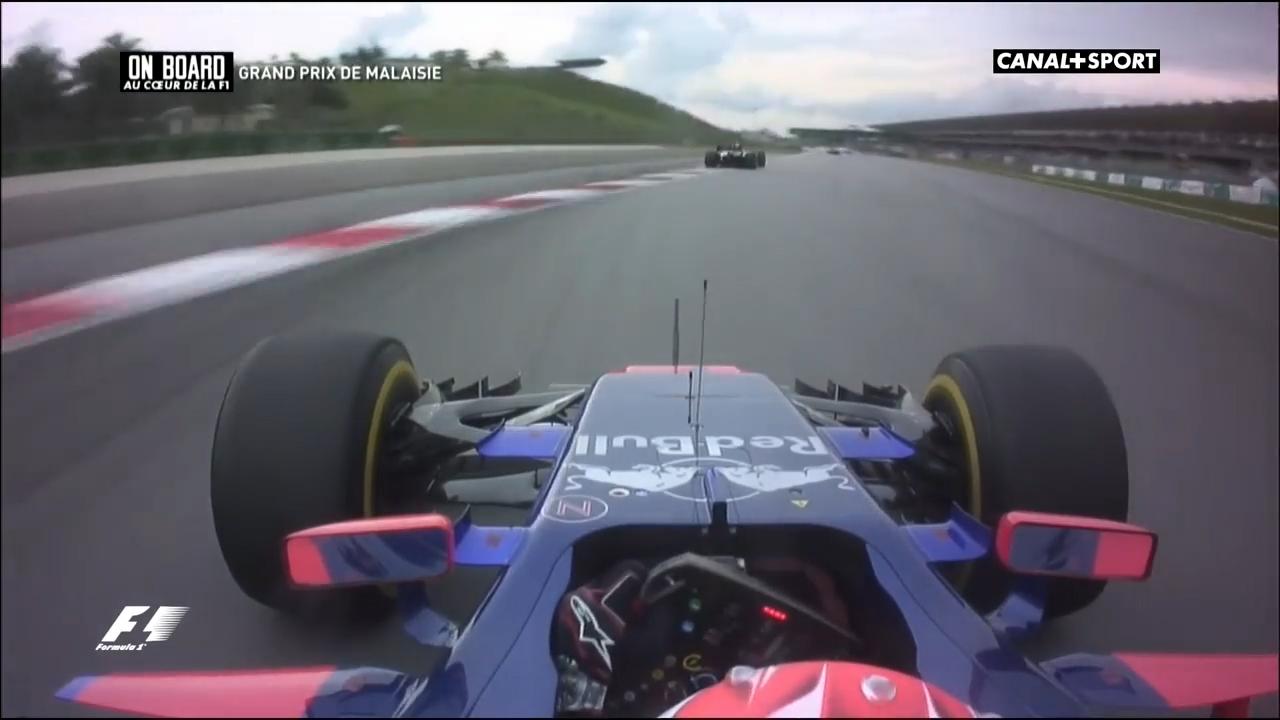 ON BOARD
AU CŒUR DE LA F1
GRAND PRIX DE MALAISIE
CANAL+SPORT
Red Bull
F1
Formula 1